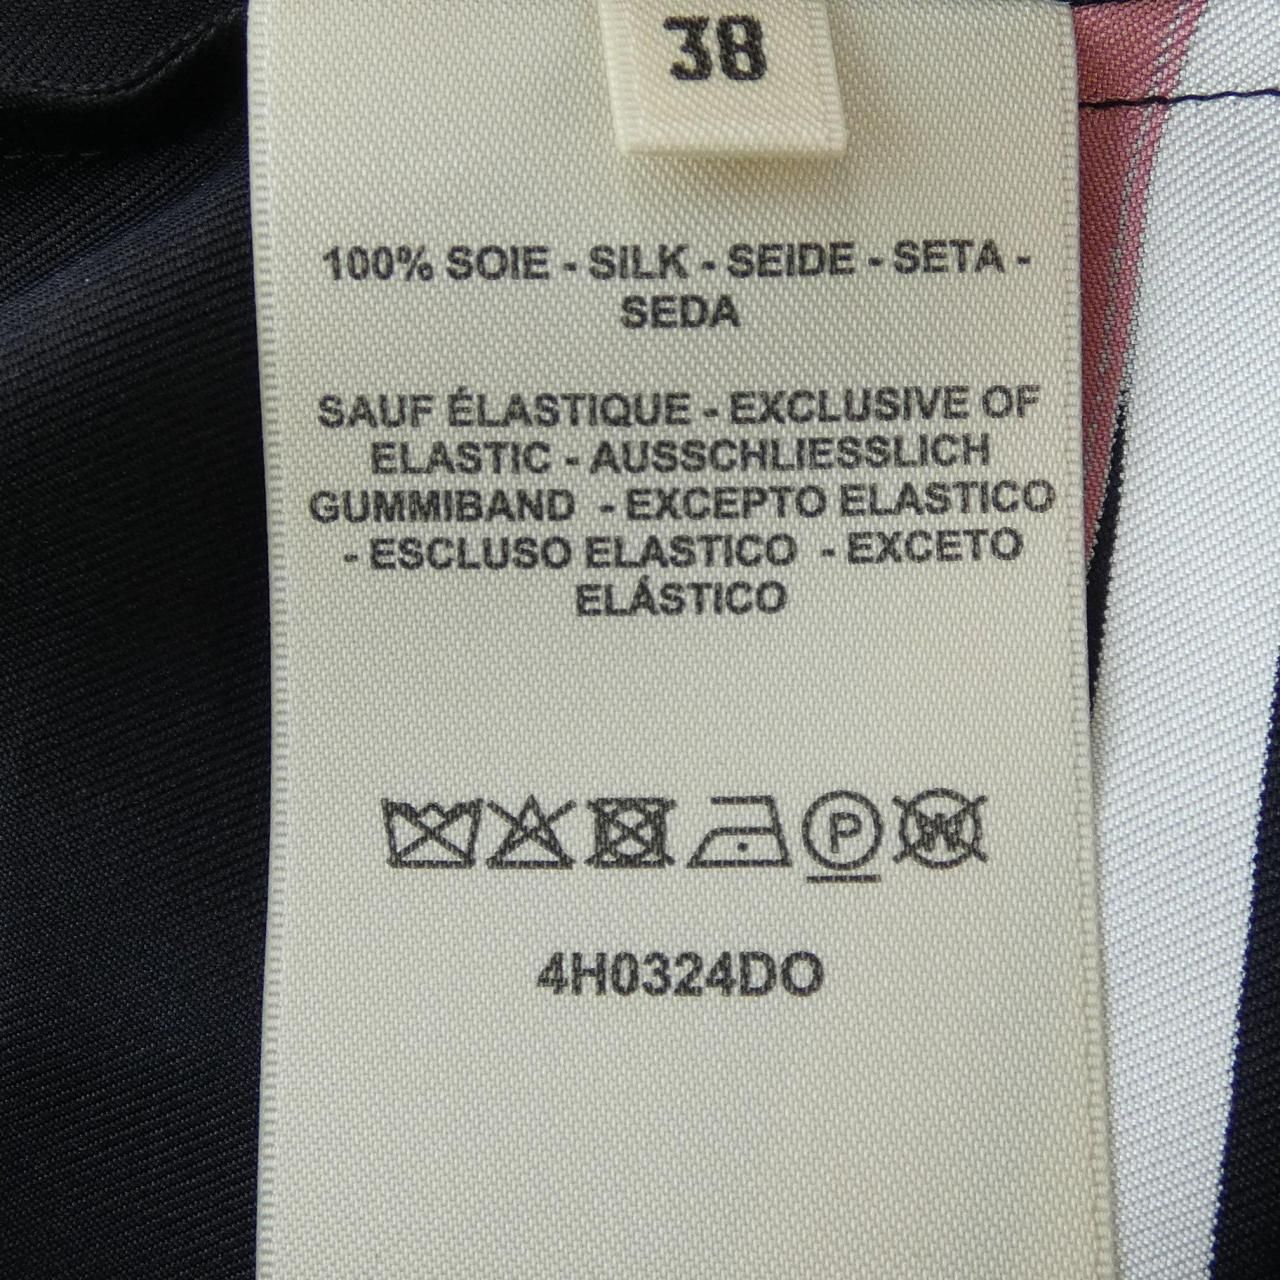 38
100% SOIE - SILK - SEIDE - SETA -
SEDA
SAUF ÉLASTIQUE - EXCLUSIVE OF
ELASTIC - AUSSCHLIESSLICH
GUMMIBAND - EXCEPTO ELASTICO
- ESCLUSO ELASTICO - EXCETO
ELÁSTICO
P W
4H0324DO